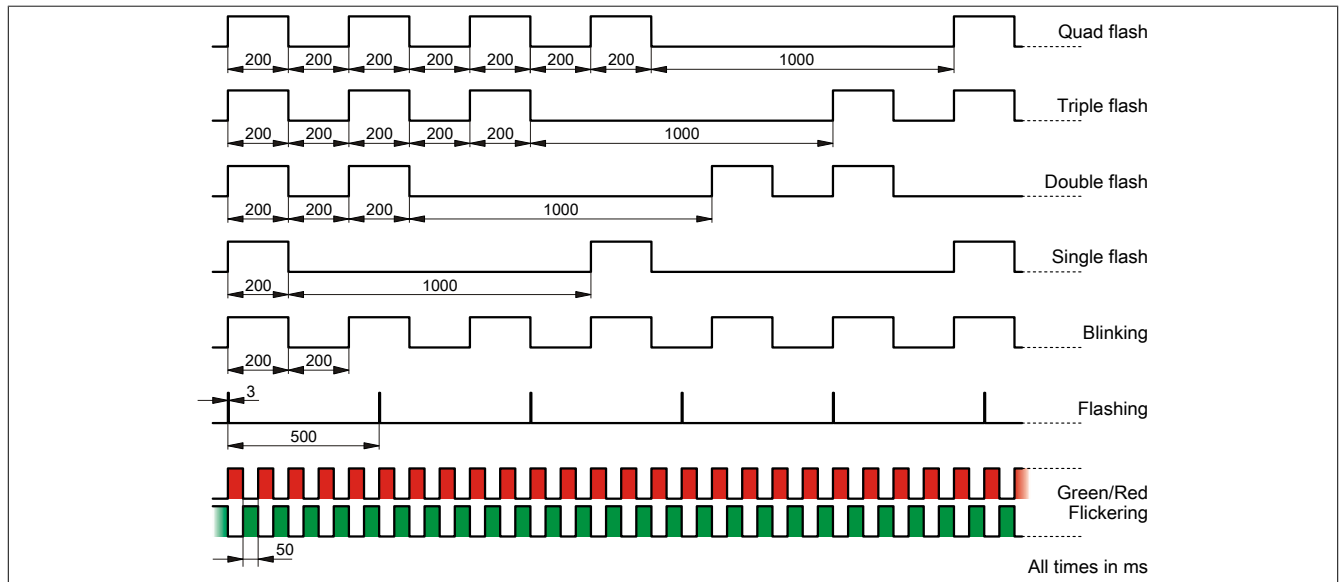 Quad flash
200 200 200 200 200 200 200 1000
Triple flash
200 200 200 200 200 1000
Double flash
200 200 200 1000
Single flash
200 1000
Blinking
200 200
3
Flashing
500
Green/Red
Flickering
50
All times in ms